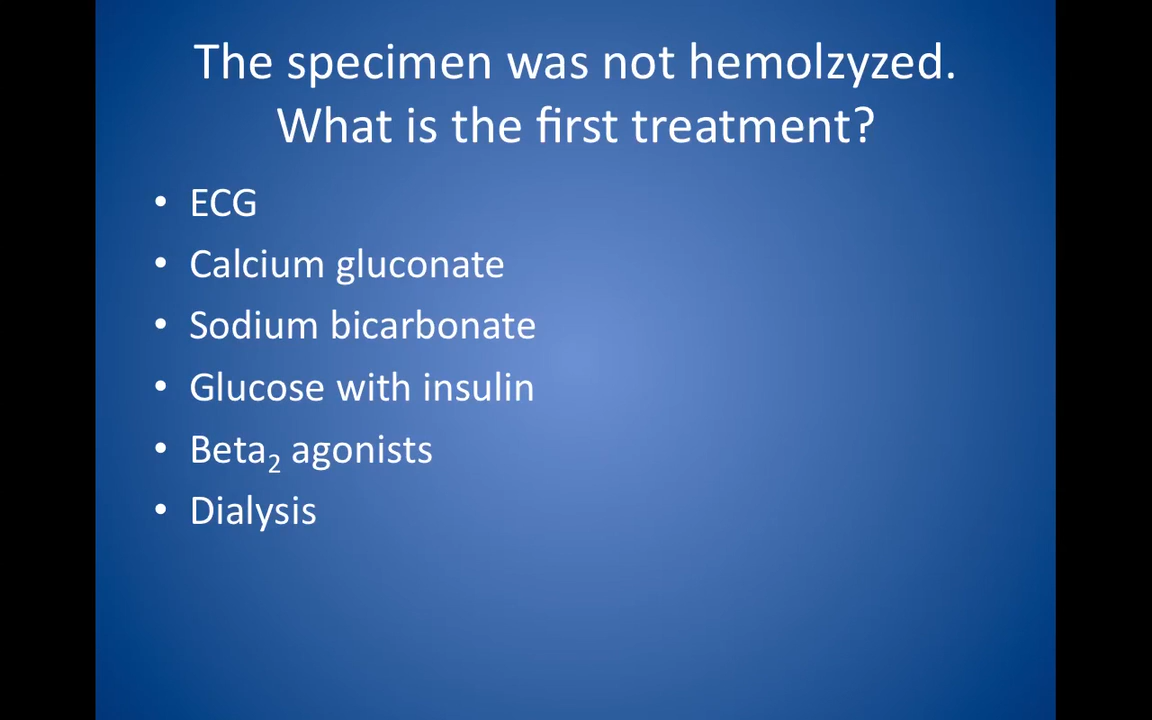 The specimen was not hemolzyzed.
What is the first treatment?
• ECG
• Calcium gluconate
• Sodium bicarbonate
• Glucose with insulin
• Beta₂ agonists
• Dialysis